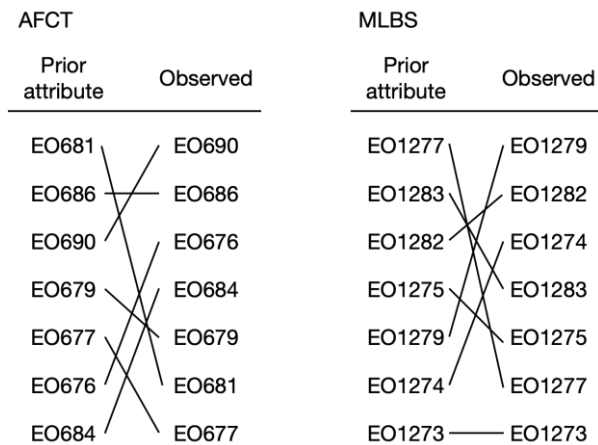 AFCT
Prior attribute
Observed
EO681 EO690
EO686 EO686
EO690 EO676
EO679 EO684
EO677 EO679
EO676 EO681
EO684 EO677
MLBS
Prior attribute
Observed
EO1277 EO1279
EO1283 EO1282
EO1282 EO1274
EO1275 EO1283
EO1279 EO1275
EO1274 EO1277
EO1273 EO1273